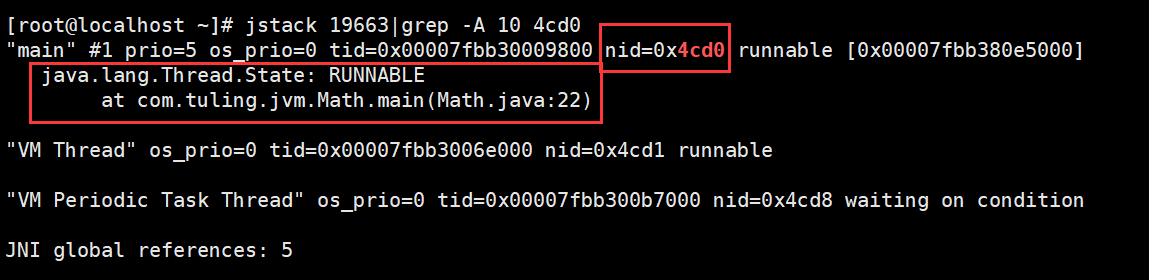 [root@localhost ~]# jstack 19663|grep -A 10 4cd0
"main" #1 prio=5 os_prio=0 tid=0x00007fbb30009800 nid=0x4cd0 runnable [0x00007fbb380e5000]
   java.lang.Thread.State: RUNNABLE
        at com.tuling.jvm.Math.main(Math.java:22)
"VM Thread" os_prio=0 tid=0x00007fbb3006e000 nid=0x4cd1 runnable
"VM Periodic Task Thread" os_prio=0 tid=0x00007fbb300b7000 nid=0x4cd8 waiting on condition
JNI global references: 5